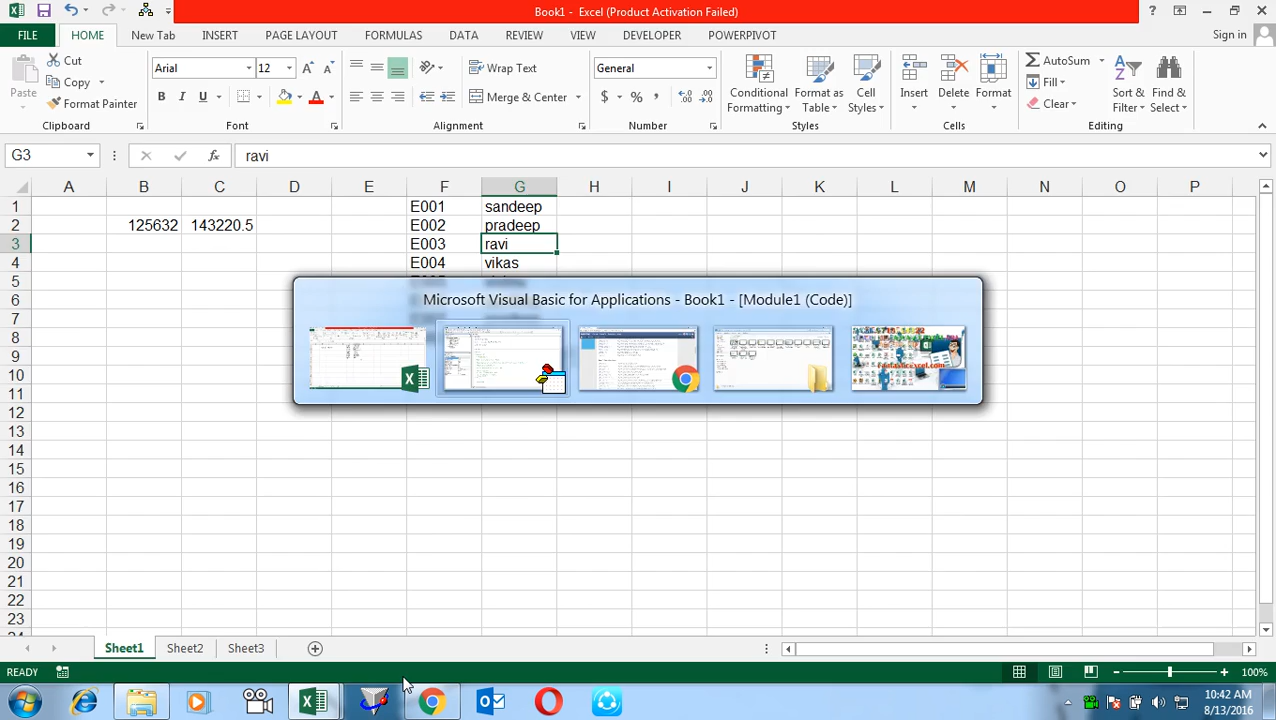 Book1 - Excel (Product Activation Failed)
?
FILE HOME New Tab INSERT PAGE LAYOUT FORMULAS DATA REVIEW VIEW DEVELOPER POWERPIVOT Sign in
Paste Cut Copy Format Painter
Arial 12
B I U A
Wrap Text
Merge & Center
General
$ % ,
Conditional Formatting Format as Table Cell Styles
Insert Delete Format
AutoSum Fill Clear
Sort & Filter Find & Select
Clipboard Font Alignment Number Styles Cells Editing
G3 fx ravi
A B C D E F G H I J K L M N O P
1 E001 sandeep
2 125632 143220.5 E002 pradeep
3 E003 ravi
4 E004 vikas
5
6
7
8
9
10
11
12
13
14
15
16
17
18
19
20
21
22
23
Microsoft Visual Basic for Applications - Book1 - [Module1 (Code)]
FantasticExcel.com
Sheet1 Sheet2 Sheet3
READY 100%
10:42 AM
8/13/2016